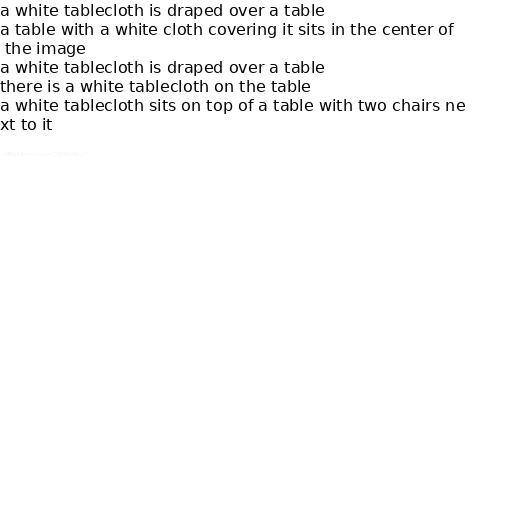 a white tablecloth is draped over a table
a table with a white cloth covering it sits in the center of
 the image
a white tablecloth is draped over a table
there is a white tablecloth on the table
a white tablecloth sits on top of a table with two chairs ne
xt to it